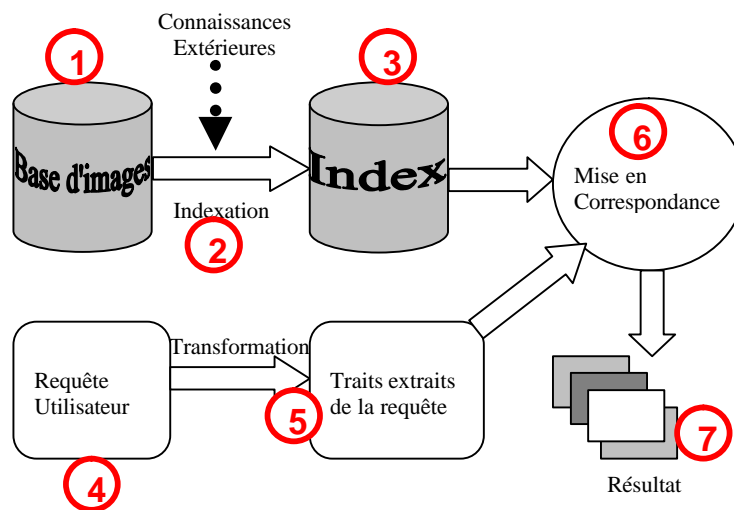 Connaissances
Extérieures
1
3
6
Base d'images
Index
Mise en
Correspondance
Indexation
2
Transformation
Requête
Utilisateur
Traits extraits
de la requête
5
4
7
Résultat